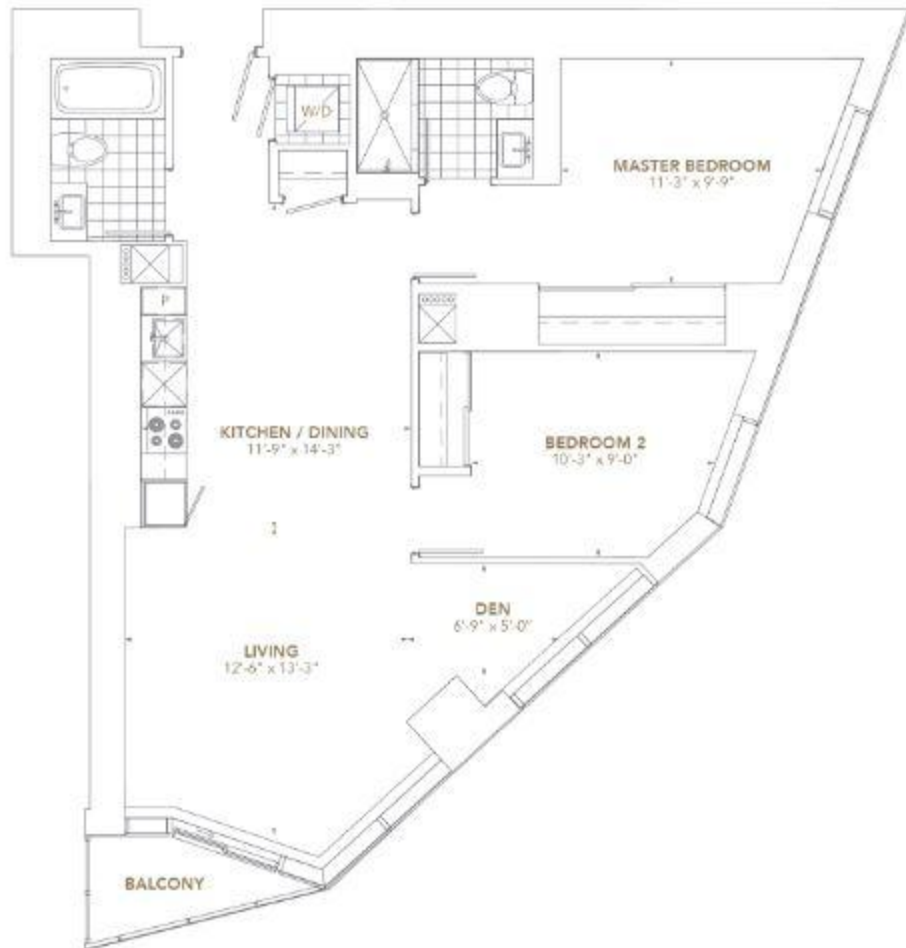 W/D
MASTER BEDROOM
11'-3" x 9'-9"
P
KITCHEN / DINING
11'-9" x 14'-3"
BEDROOM 2
10'-3" x 9'-0"
DEN
6'-9" x 5'-0"
LIVING
12'-6" x 13'-3"
BALCONY